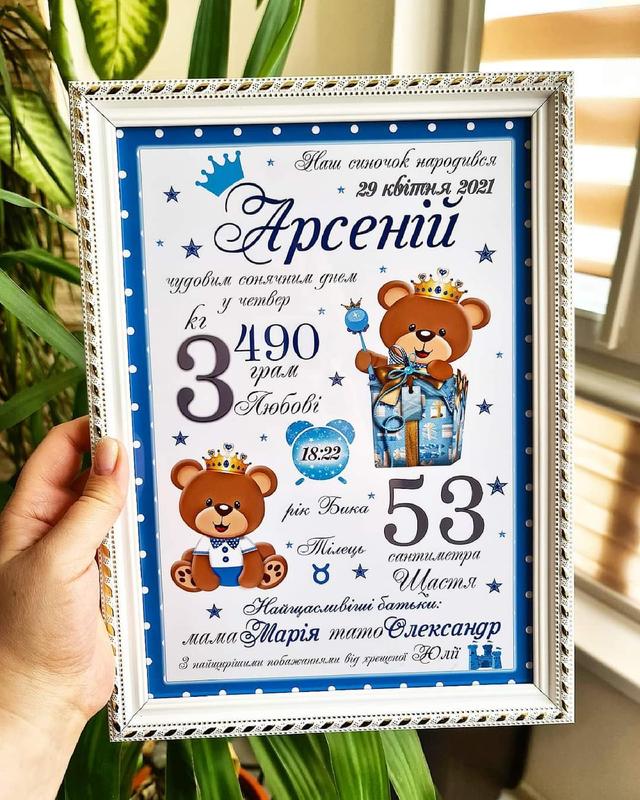 Наш синочок народився
29 квітня 2021
Арсеній
чудовим сонячним днем
у четвер
кг
3 490
грам
Любові
18:22
рік Бика
Тілець
53
сантиметра
Щастя
Найщасливіші батьки:
мама Марія тато Олександр
З найщирішими побажаннями від хрещеної Юлії